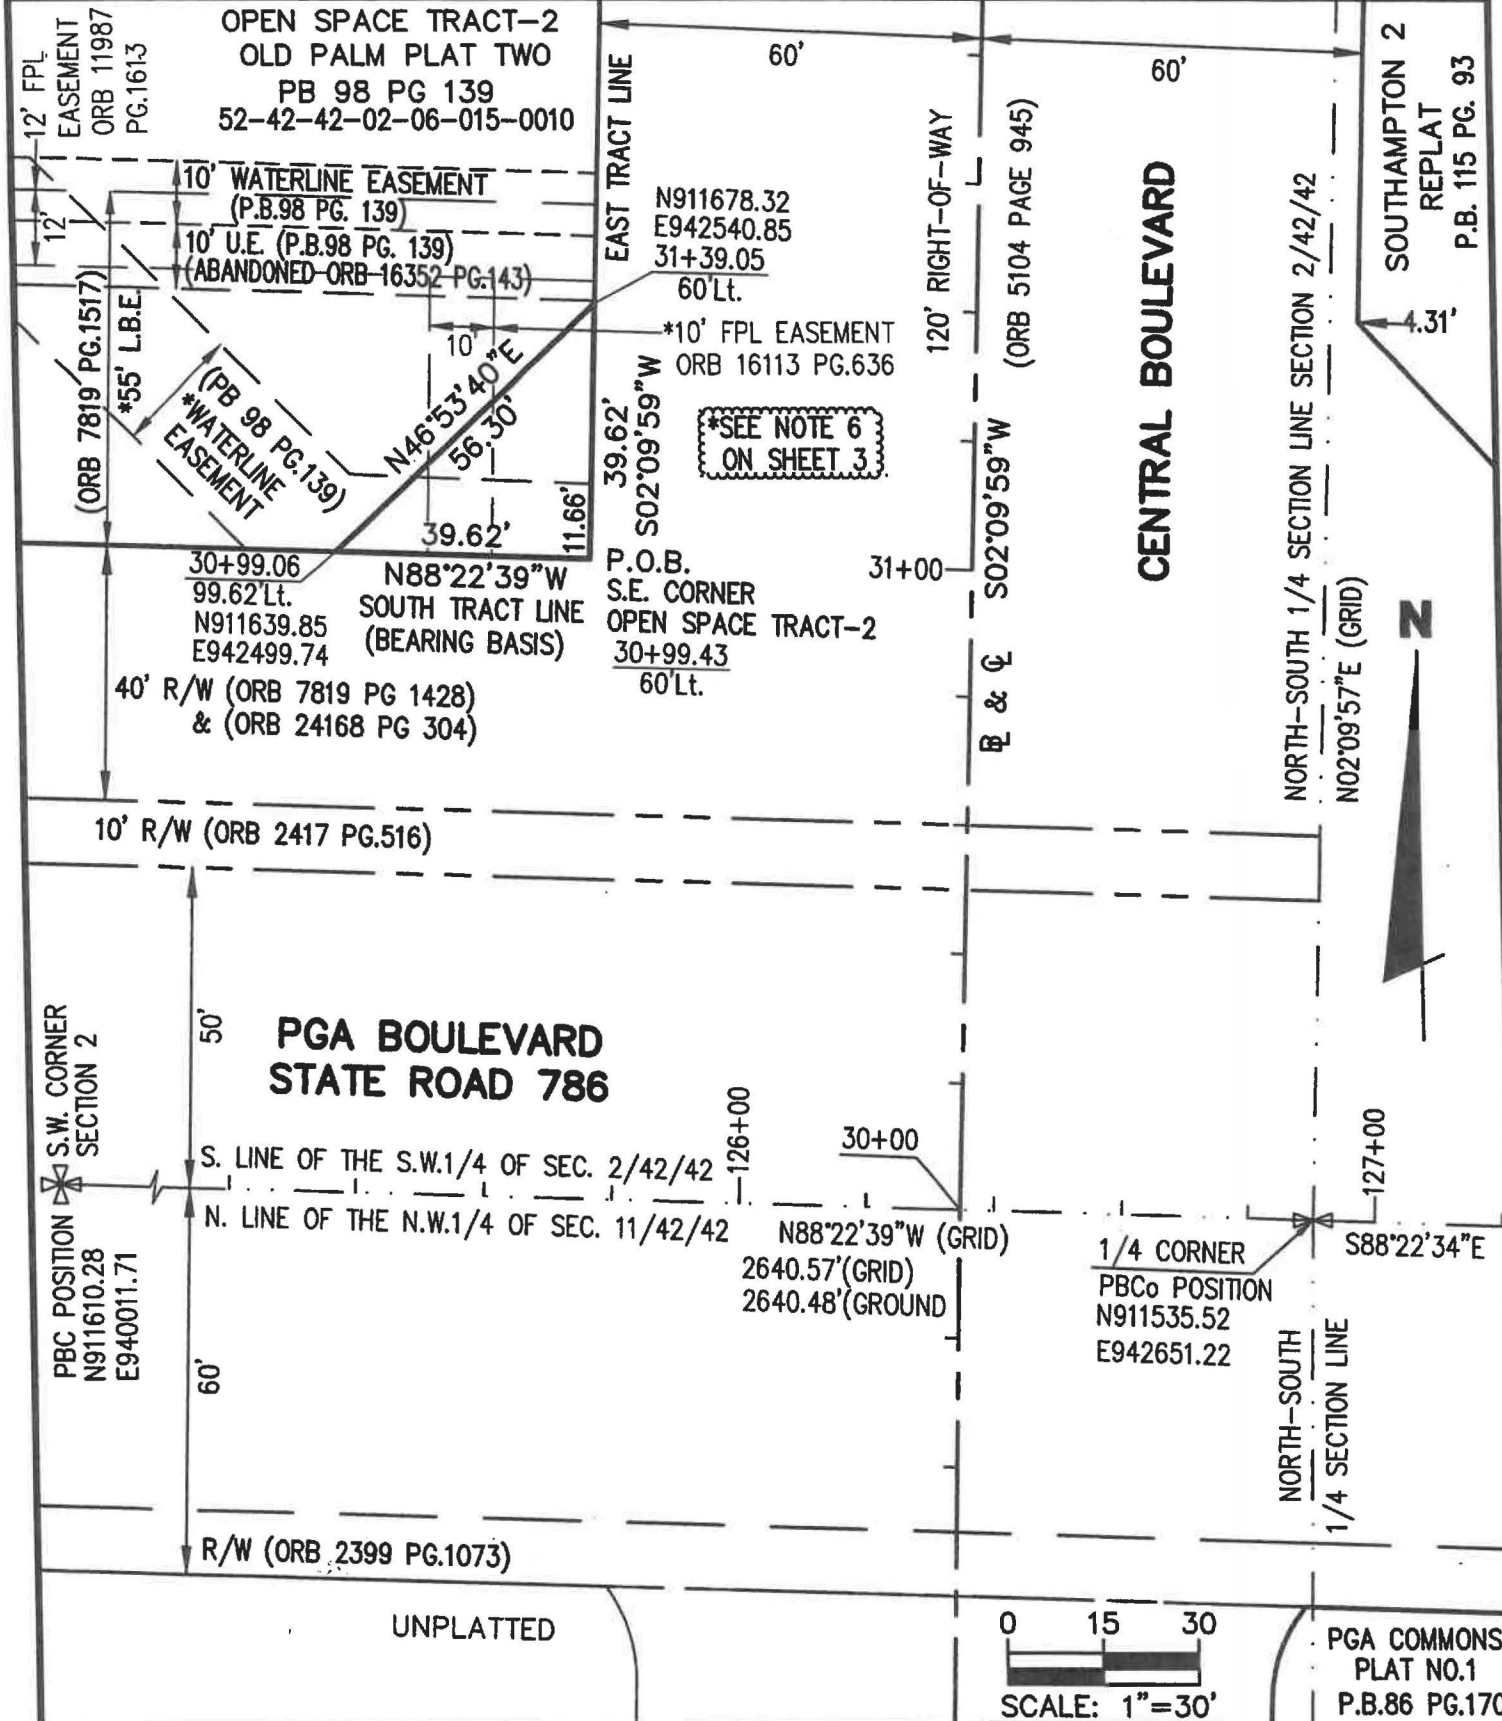 OPEN SPACE TRACT-2
OLD PALM PLAT TWO
PB 98 PG 139
52-42-42-02-06-015-0010
12' FPL
EASEMENT
ORB 11987
PG.1613
12'
10' WATERLINE EASEMENT
(P.B.98 PG. 139)
10' U.E. (P.B.98 PG. 139)
(ABANDONED ORB 16352 PG.143)
EAST TRACT LINE
60'
60'
N911678.32
E942540.85
31+39.05
60'Lt.
*10' FPL EASEMENT
ORB 16113 PG.636
10'
120' RIGHT-OF-WAY
(ORB 5104 PAGE 945)
CENTRAL BOULEVARD
NORTH-SOUTH 1/4 SECTION LINE SECTION 2/42/42
N02°09'57"E (GRID)
SOUTHAMPTON 2
REPLAT
P.B. 115 PG. 93
4.31'
(ORB 7819 PG.1517)
*55' L.B.E.
(PB 98 PG.139)
*WATERLINE
EASEMENT
N46°53'40"E
56.30'
39.62'
S02°09'59"W
*SEE NOTE 6
ON SHEET 3
39.62'
11.66'
30+99.06
99.62'Lt.
N911639.85
E942499.74
N88°22'39"W
SOUTH TRACT LINE
(BEARING BASIS)
P.O.B.
S.E. CORNER
OPEN SPACE TRACT-2
30+99.43
60'Lt.
31+00
S02°09'59"W
BL & CL
N
40' R/W (ORB 7819 PG 1428)
& (ORB 24168 PG 304)
10' R/W (ORB 2417 PG.516)
50'
PGA BOULEVARD
STATE ROAD 786
S.W. CORNER
SECTION 2
PBC POSITION
N911610.28
E940011.71
S. LINE OF THE S.W.1/4 OF SEC. 2/42/42
N. LINE OF THE N.W.1/4 OF SEC. 11/42/42
126+00
30+00
127+00
N88°22'39"W (GRID)
2640.57'(GRID)
2640.48'(GROUND
1/4 CORNER
PBCo POSITION
N911535.52
E942651.22
S88°22'34"E
60'
NORTH-SOUTH
1/4 SECTION LINE
R/W (ORB 2399 PG.1073)
UNPLATTED
0 15 30
SCALE: 1"=30'
PGA COMMONS
PLAT NO.1
P.B.86 PG.170